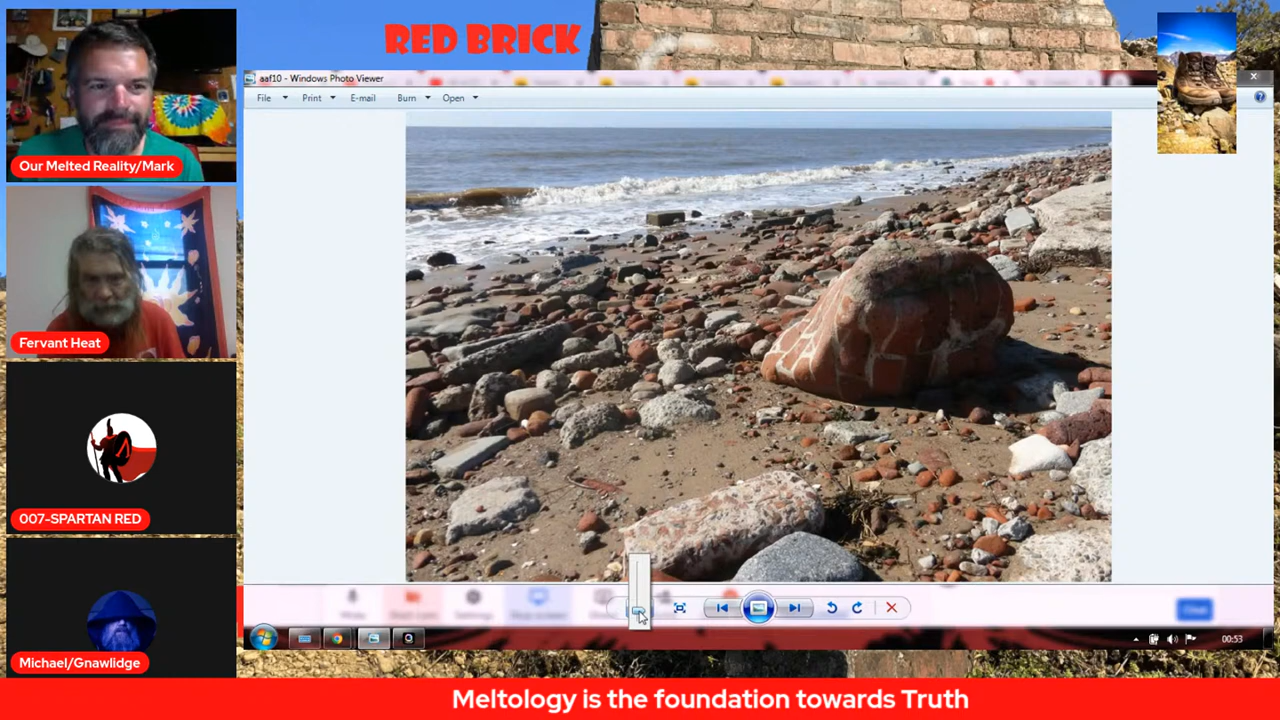 RED BRICK
aaf10 - Windows Photo Viewer
File Print E-mail Burn Open
Our Melted Reality/Mark
Fervant Heat
007-SPARTAN RED
Michael/Gnawlidge
00:53
Meltology is the foundation towards Truth